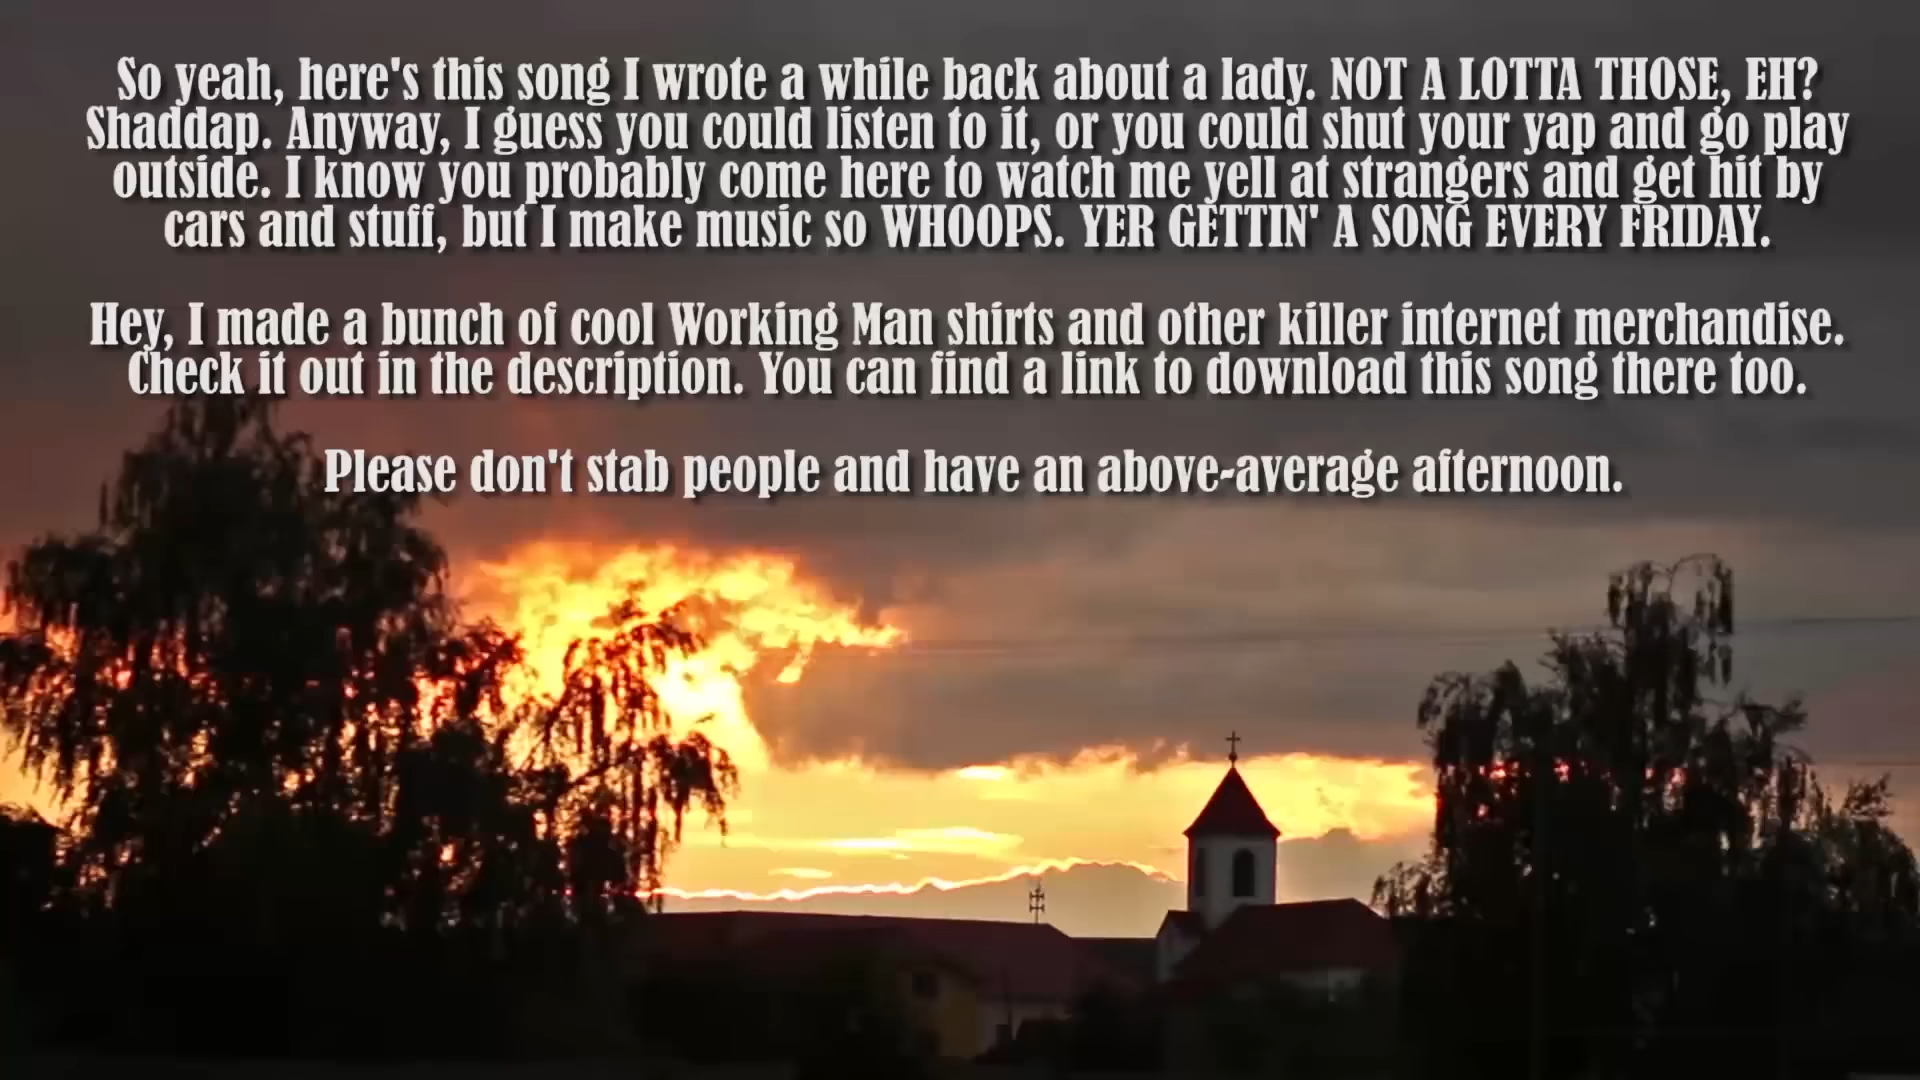 So yeah, here's this song I wrote a while back about a lady. NOT A LOTTA THOSE, EH?
Shaddap. Anyway, I guess you could listen to it, or you could shut your yap and go play
outside. I know you probably come here to watch me yell at strangers and get hit by
cars and stuff, but I make music so WHOOPS. YER GETTIN' A SONG EVERY FRIDAY.
Hey, I made a bunch of cool Working Man shirts and other killer internet merchandise.
Check it out in the description. You can find a link to download this song there too.
Please don't stab people and have an above-average afternoon.